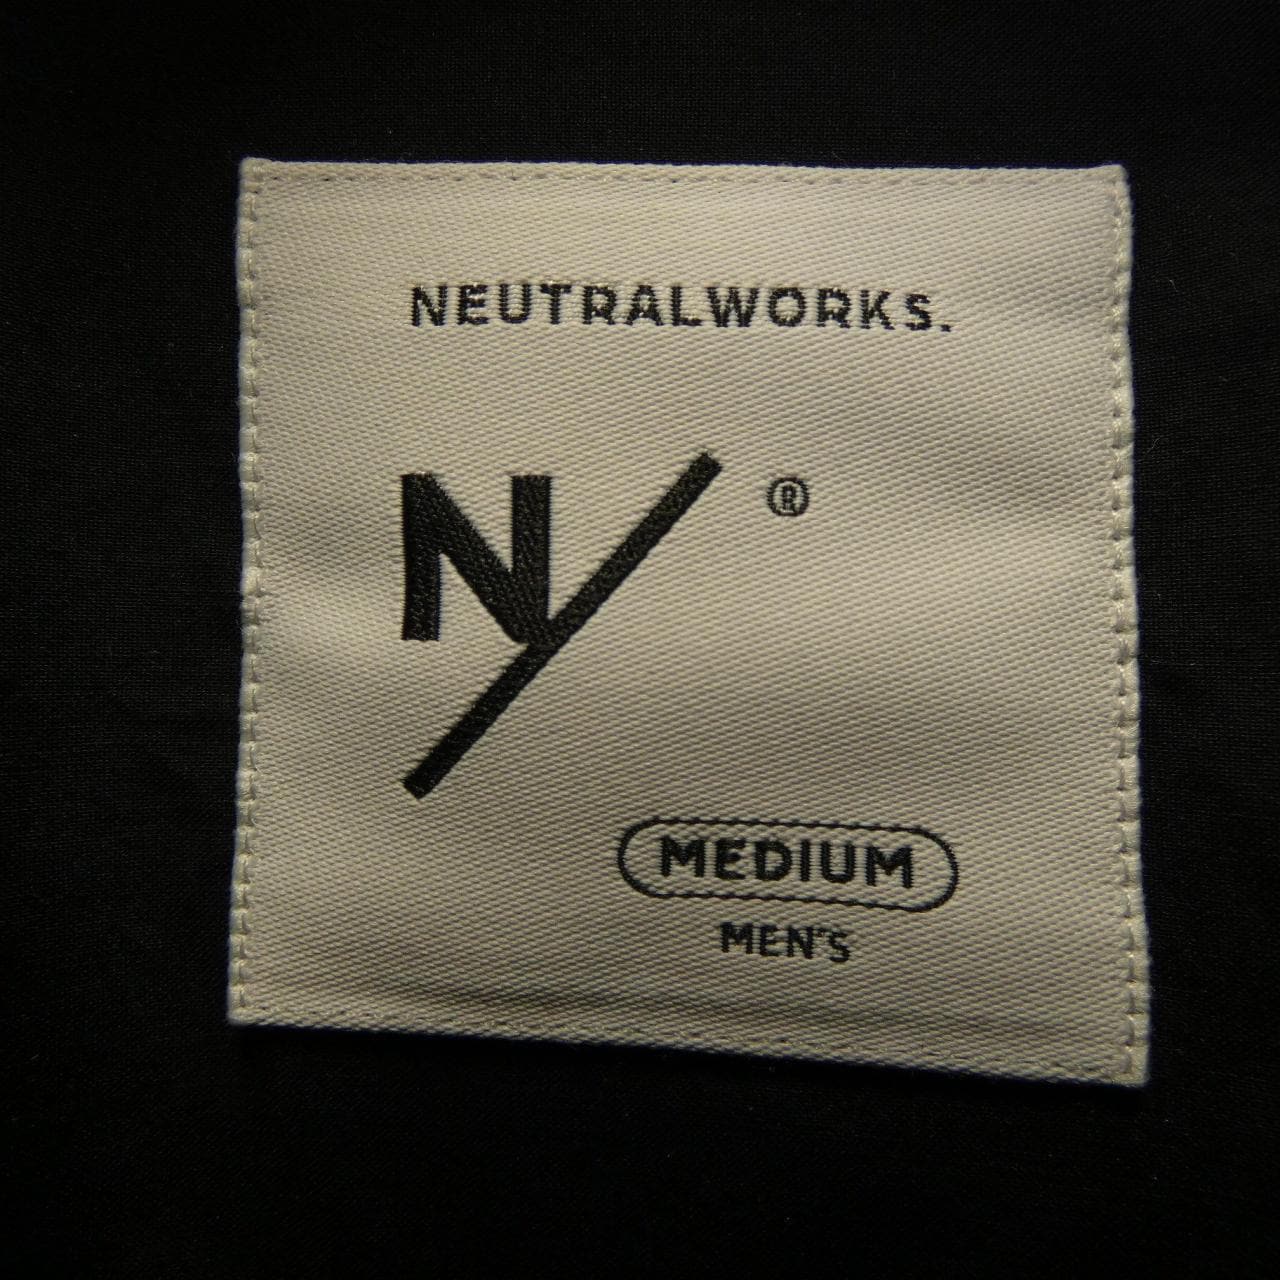 NEUTRALWORKS.
N/ ®
MEDIUM
MEN'S